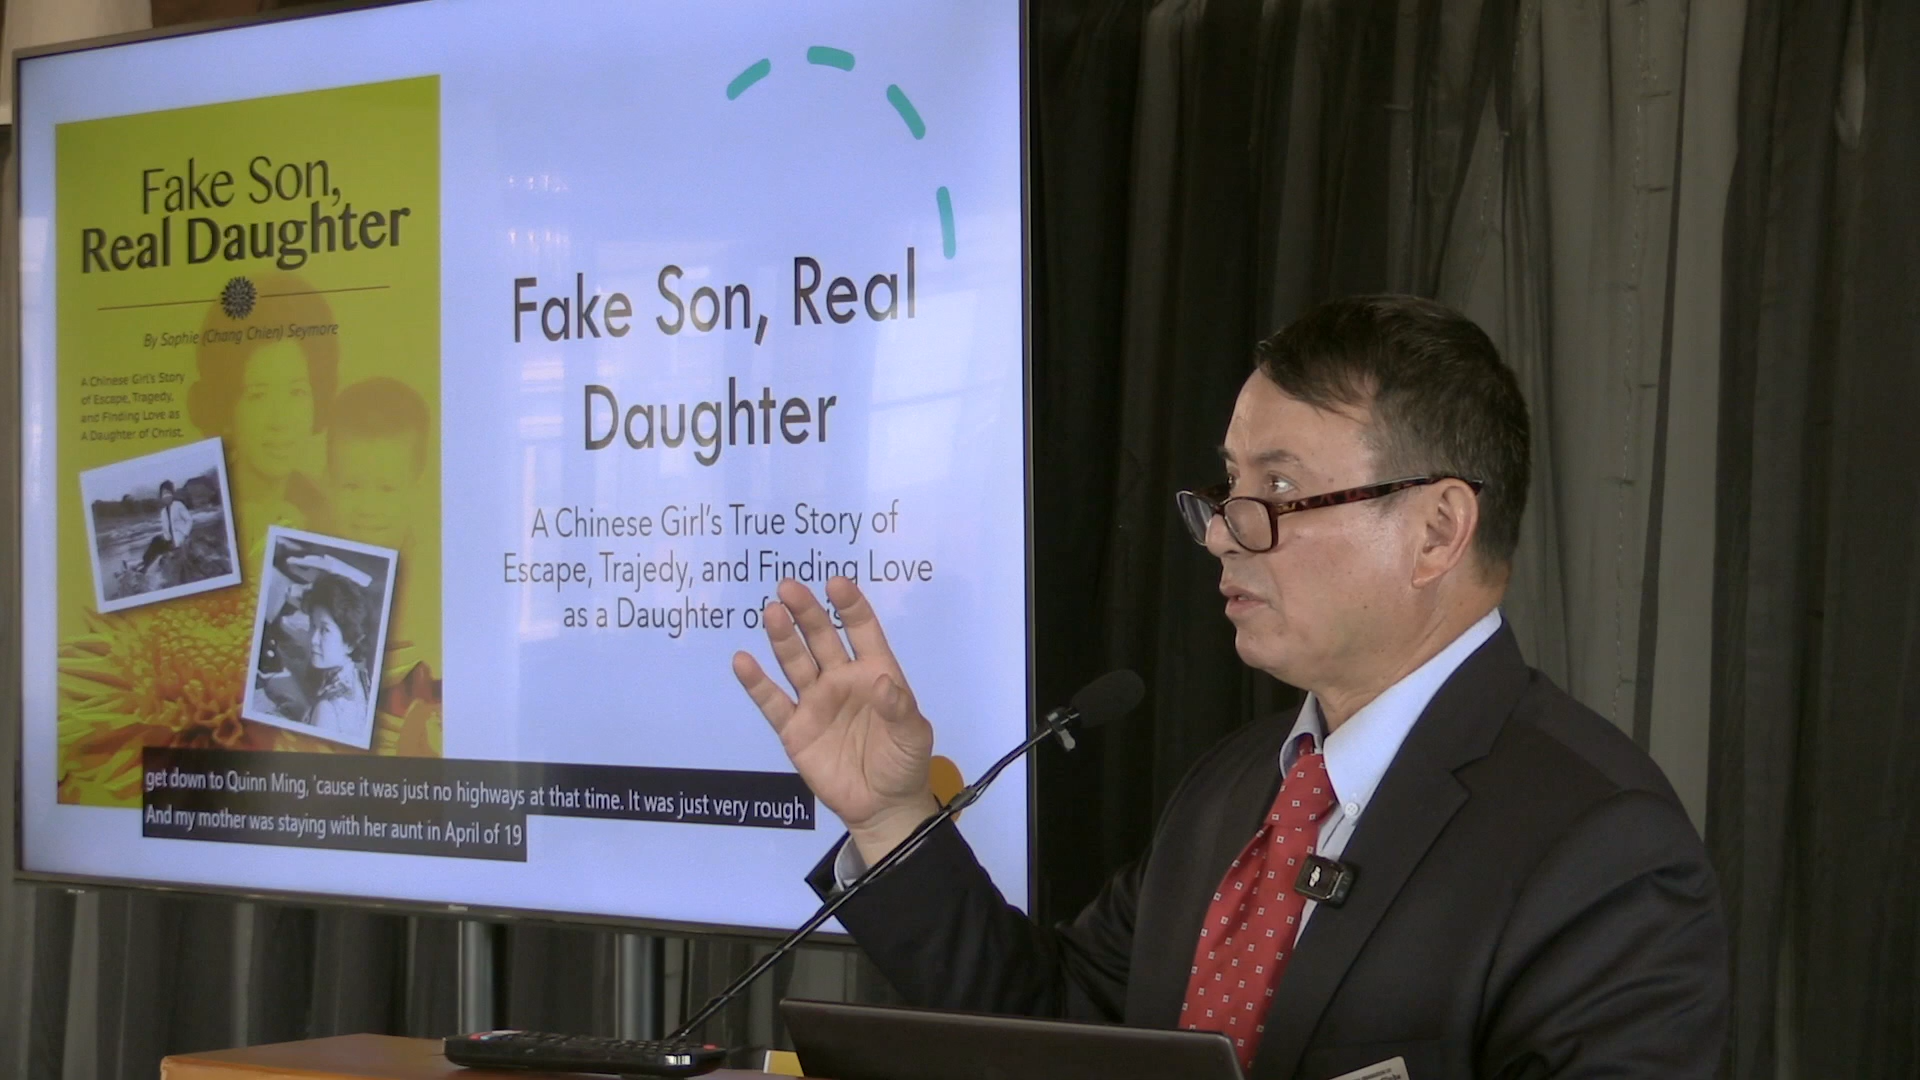 Fake Son,
Real Daughter
By Sophie (Chang Chien) Seymore
A Chinese Girl's Story
of Escape, Tragedy,
and Finding Love as
A Daughter of Christ.
Fake Son, Real
Daughter
A Chinese Girl's True Story of
Escape, Trajedy, and Finding Love
as a Daughter of
get down to Quinn Ming, 'cause it was just no highways at that time. It was just very rough.
And my mother was staying with her aunt in April of 19